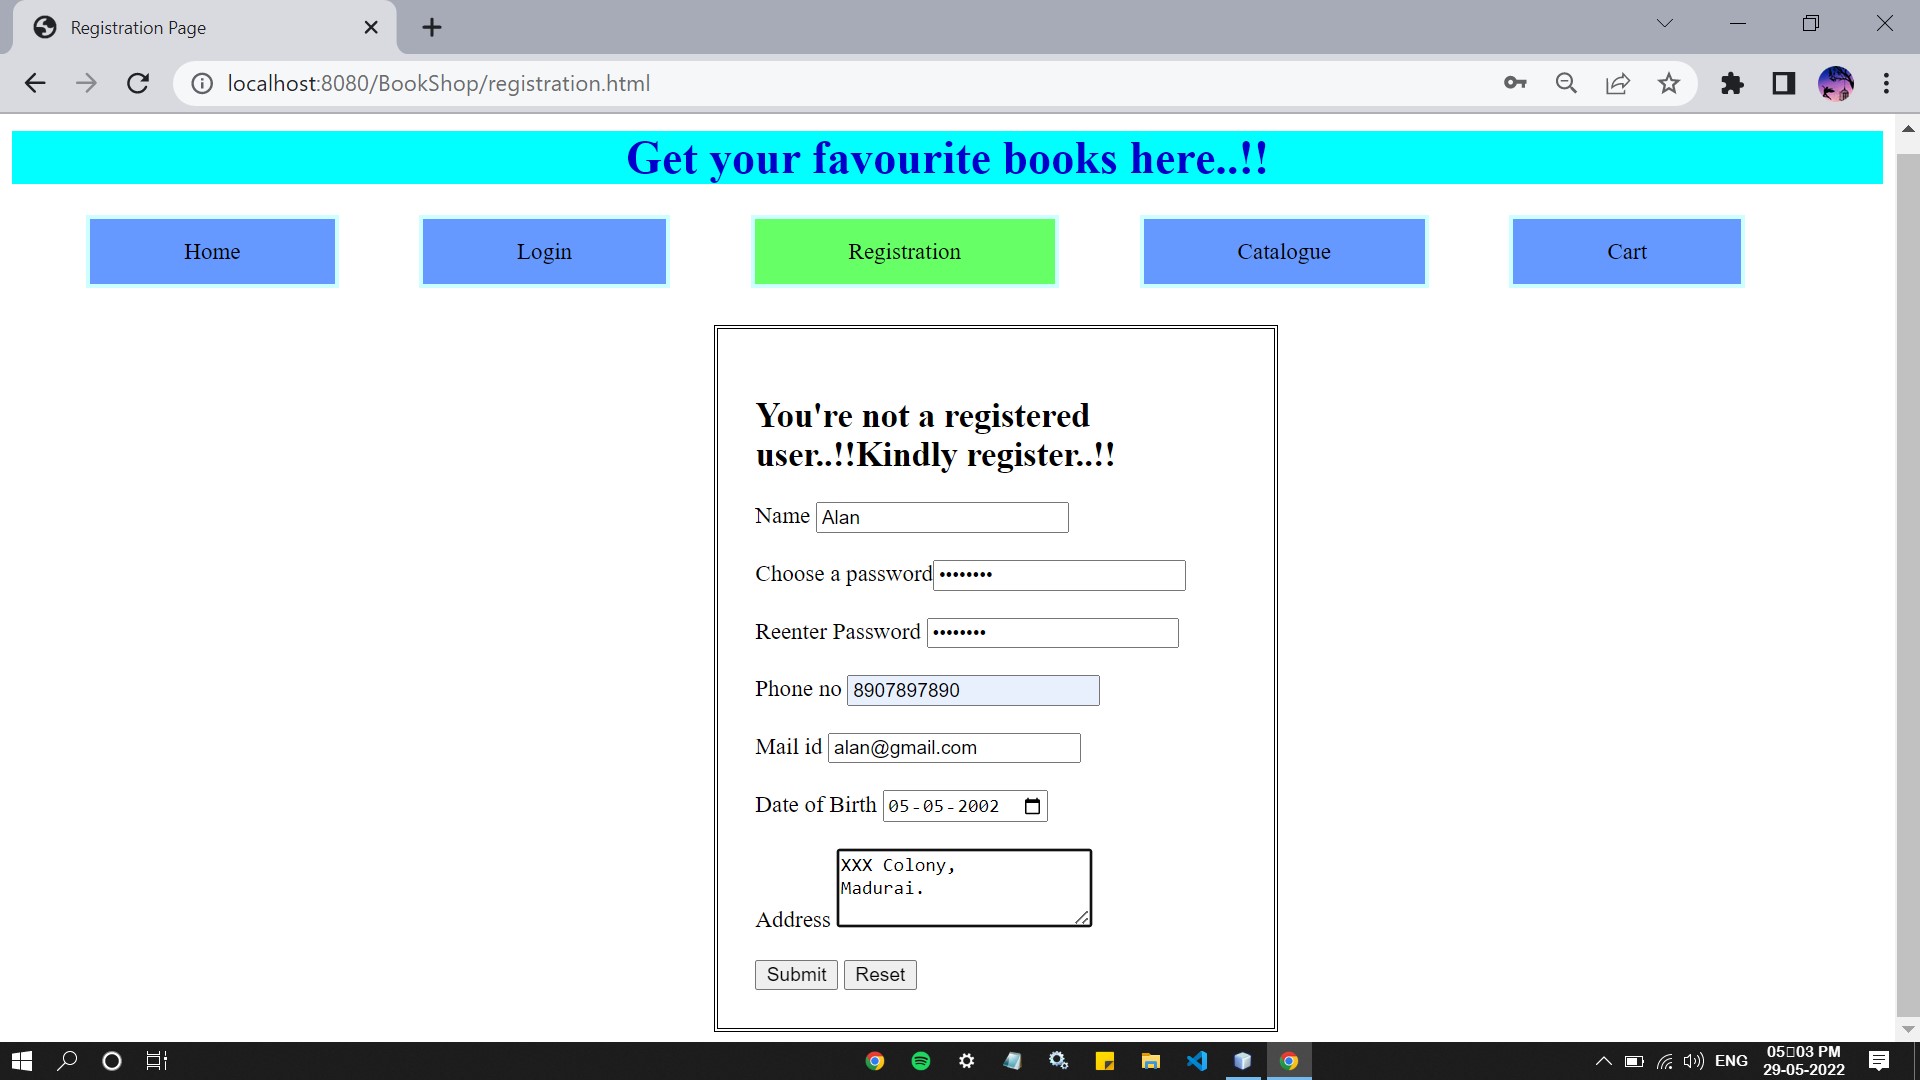 Registration Page
localhost:8080/BookShop/registration.html
Get your favourite books here..!!
Home
Login
Registration
Catalogue
Cart
You're not a registered
user..!!Kindly register..!!
Name Alan
Choose a password ••••••••
Reenter Password ••••••••
Phone no 8907897890
Mail id alan@gmail.com
Date of Birth 05-05-2002
XXX Colony,
Madurai.
Address
Submit Reset
ENG
05▯03 PM
29-05-2022